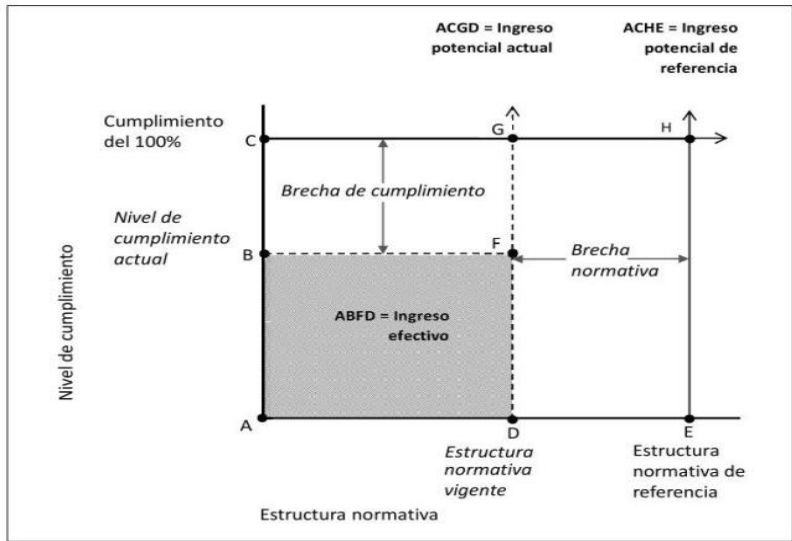 ACGD = Ingreso
potencial actual
ACHE = Ingreso
potencial de
referencia
Cumplimiento
del 100%
C
G
H
Brecha de cumplimiento
Nivel de
cumplimiento
actual
B
F
Brecha
normativa
ABFD = Ingreso
efectivo
Nivel de cumplimiento
A
D
E
Estructura
normativa
vigente
Estructura
normativa de
referencia
Estructura normativa